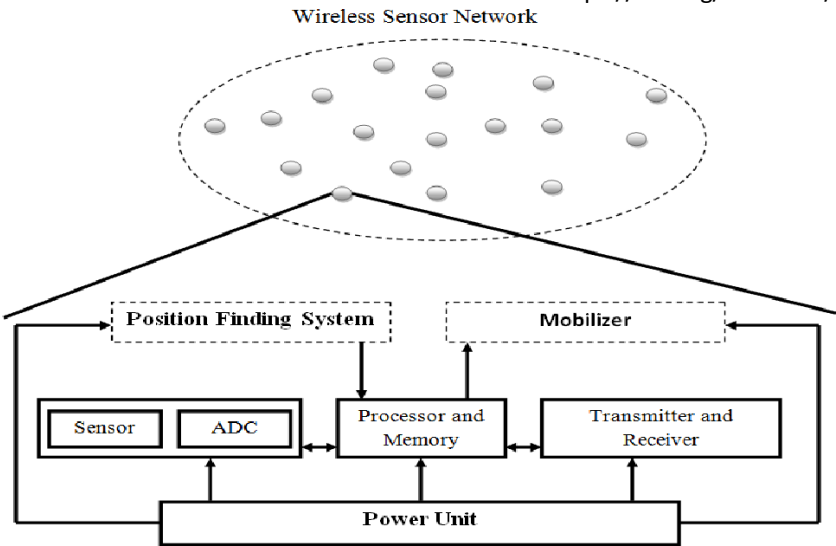 Wireless Sensor Network
Position Finding System
Mobilizer
Sensor
ADC
Processor and
Memory
Transmitter and
Receiver
Power Unit